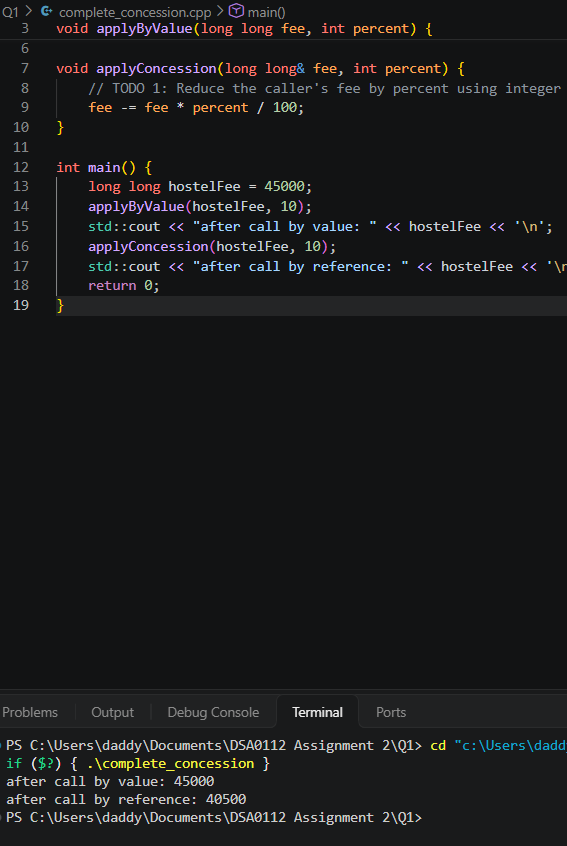 Q1 > complete_concession.cpp > main()
3 void applyByValue(long long fee, int percent) {
6
7 void applyConcession(long long& fee, int percent) {
8 // TODO 1: Reduce the caller's fee by percent using integer
9 fee -= fee * percent / 100;
10 }
11
12 int main() {
13 long long hostelFee = 45000;
14 applyByValue(hostelFee, 10);
15 std::cout << "after call by value: " << hostelFee << '\n';
16 applyConcession(hostelFee, 10);
17 std::cout << "after call by reference: " << hostelFee << '\n
18 return 0;
19 }
Problems Output Debug Console Terminal Ports
PS C:\Users\daddy\Documents\DSA0112 Assignment 2\Q1> cd "c:\Users\daddy
if ($?) { .\complete_concession }
after call by value: 45000
after call by reference: 40500
PS C:\Users\daddy\Documents\DSA0112 Assignment 2\Q1>